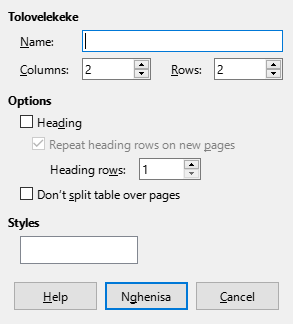 Tolovelekeke
Name:
Columns: 2 Rows: 2
Options
Heading
Repeat heading rows on new pages
Heading rows: 1
Don't split table over pages
Styles
Help Nghenisa Cancel